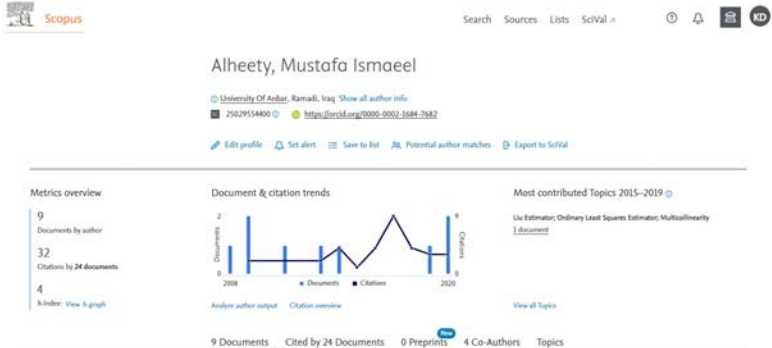 Scopus
Search Sources Lists SciVal
KD
Alheety, Mustafa Ismaeel
University Of Anbar, Ramadi, Iraq Show all author info
25029554400 https://orcid.org/0000-0002-1684-7682
Edit profile Set alert Save to list Potential author matches Export to SciVal
Metrics overview
9
Documents by author
32
Citations by 24 documents
4
h-index: View h-graph
Document & citation trends
2
9
Documents
Citations
0
0
2008
2020
Documents Citations
Analyze author output Citation overview
Most contributed Topics 2015–2019
Liu Estimator; Ordinary Least Squares Estimator; Multicollinearity
1 document
View all Topics
New
9 Documents Cited by 24 Documents 0 Preprints 4 Co-Authors Topics